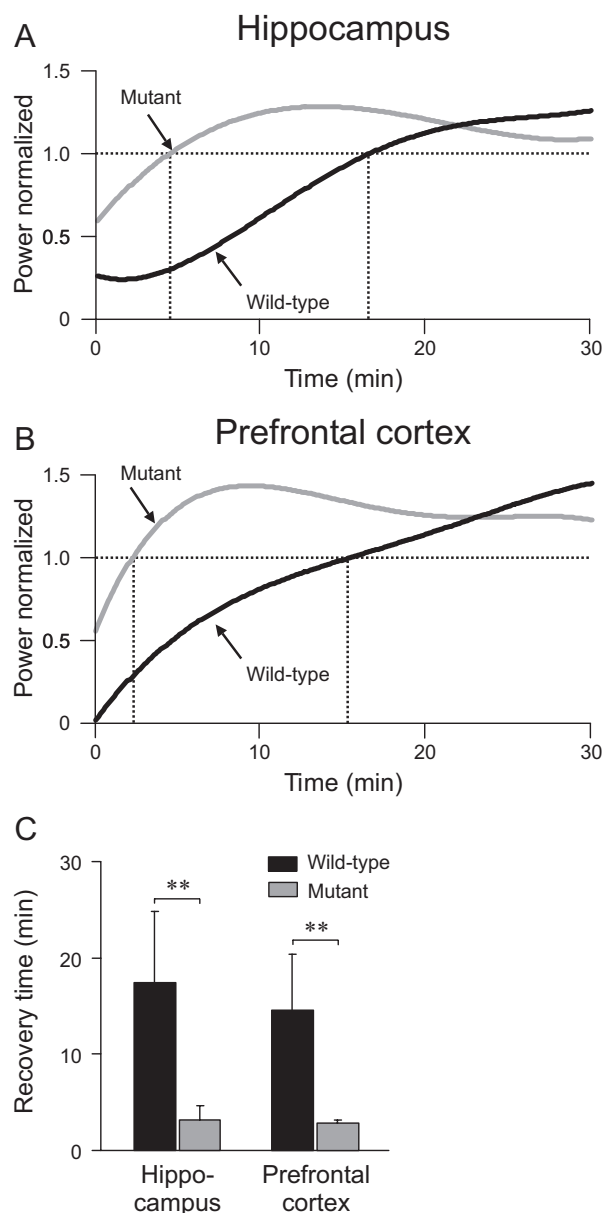 A
Hippocampus
Power normalized
1.5
1.0
0.5
0
Mutant
Wild-type
0
10
20
30
Time (min)
B
Prefrontal cortex
Power normalized
1.5
1.0
0.5
0
Mutant
Wild-type
0
10
20
30
Time (min)
C
Recovery time (min)
30
20
10
0
Wild-type
Mutant
**
**
Hippo-
campus
Prefrontal
cortex